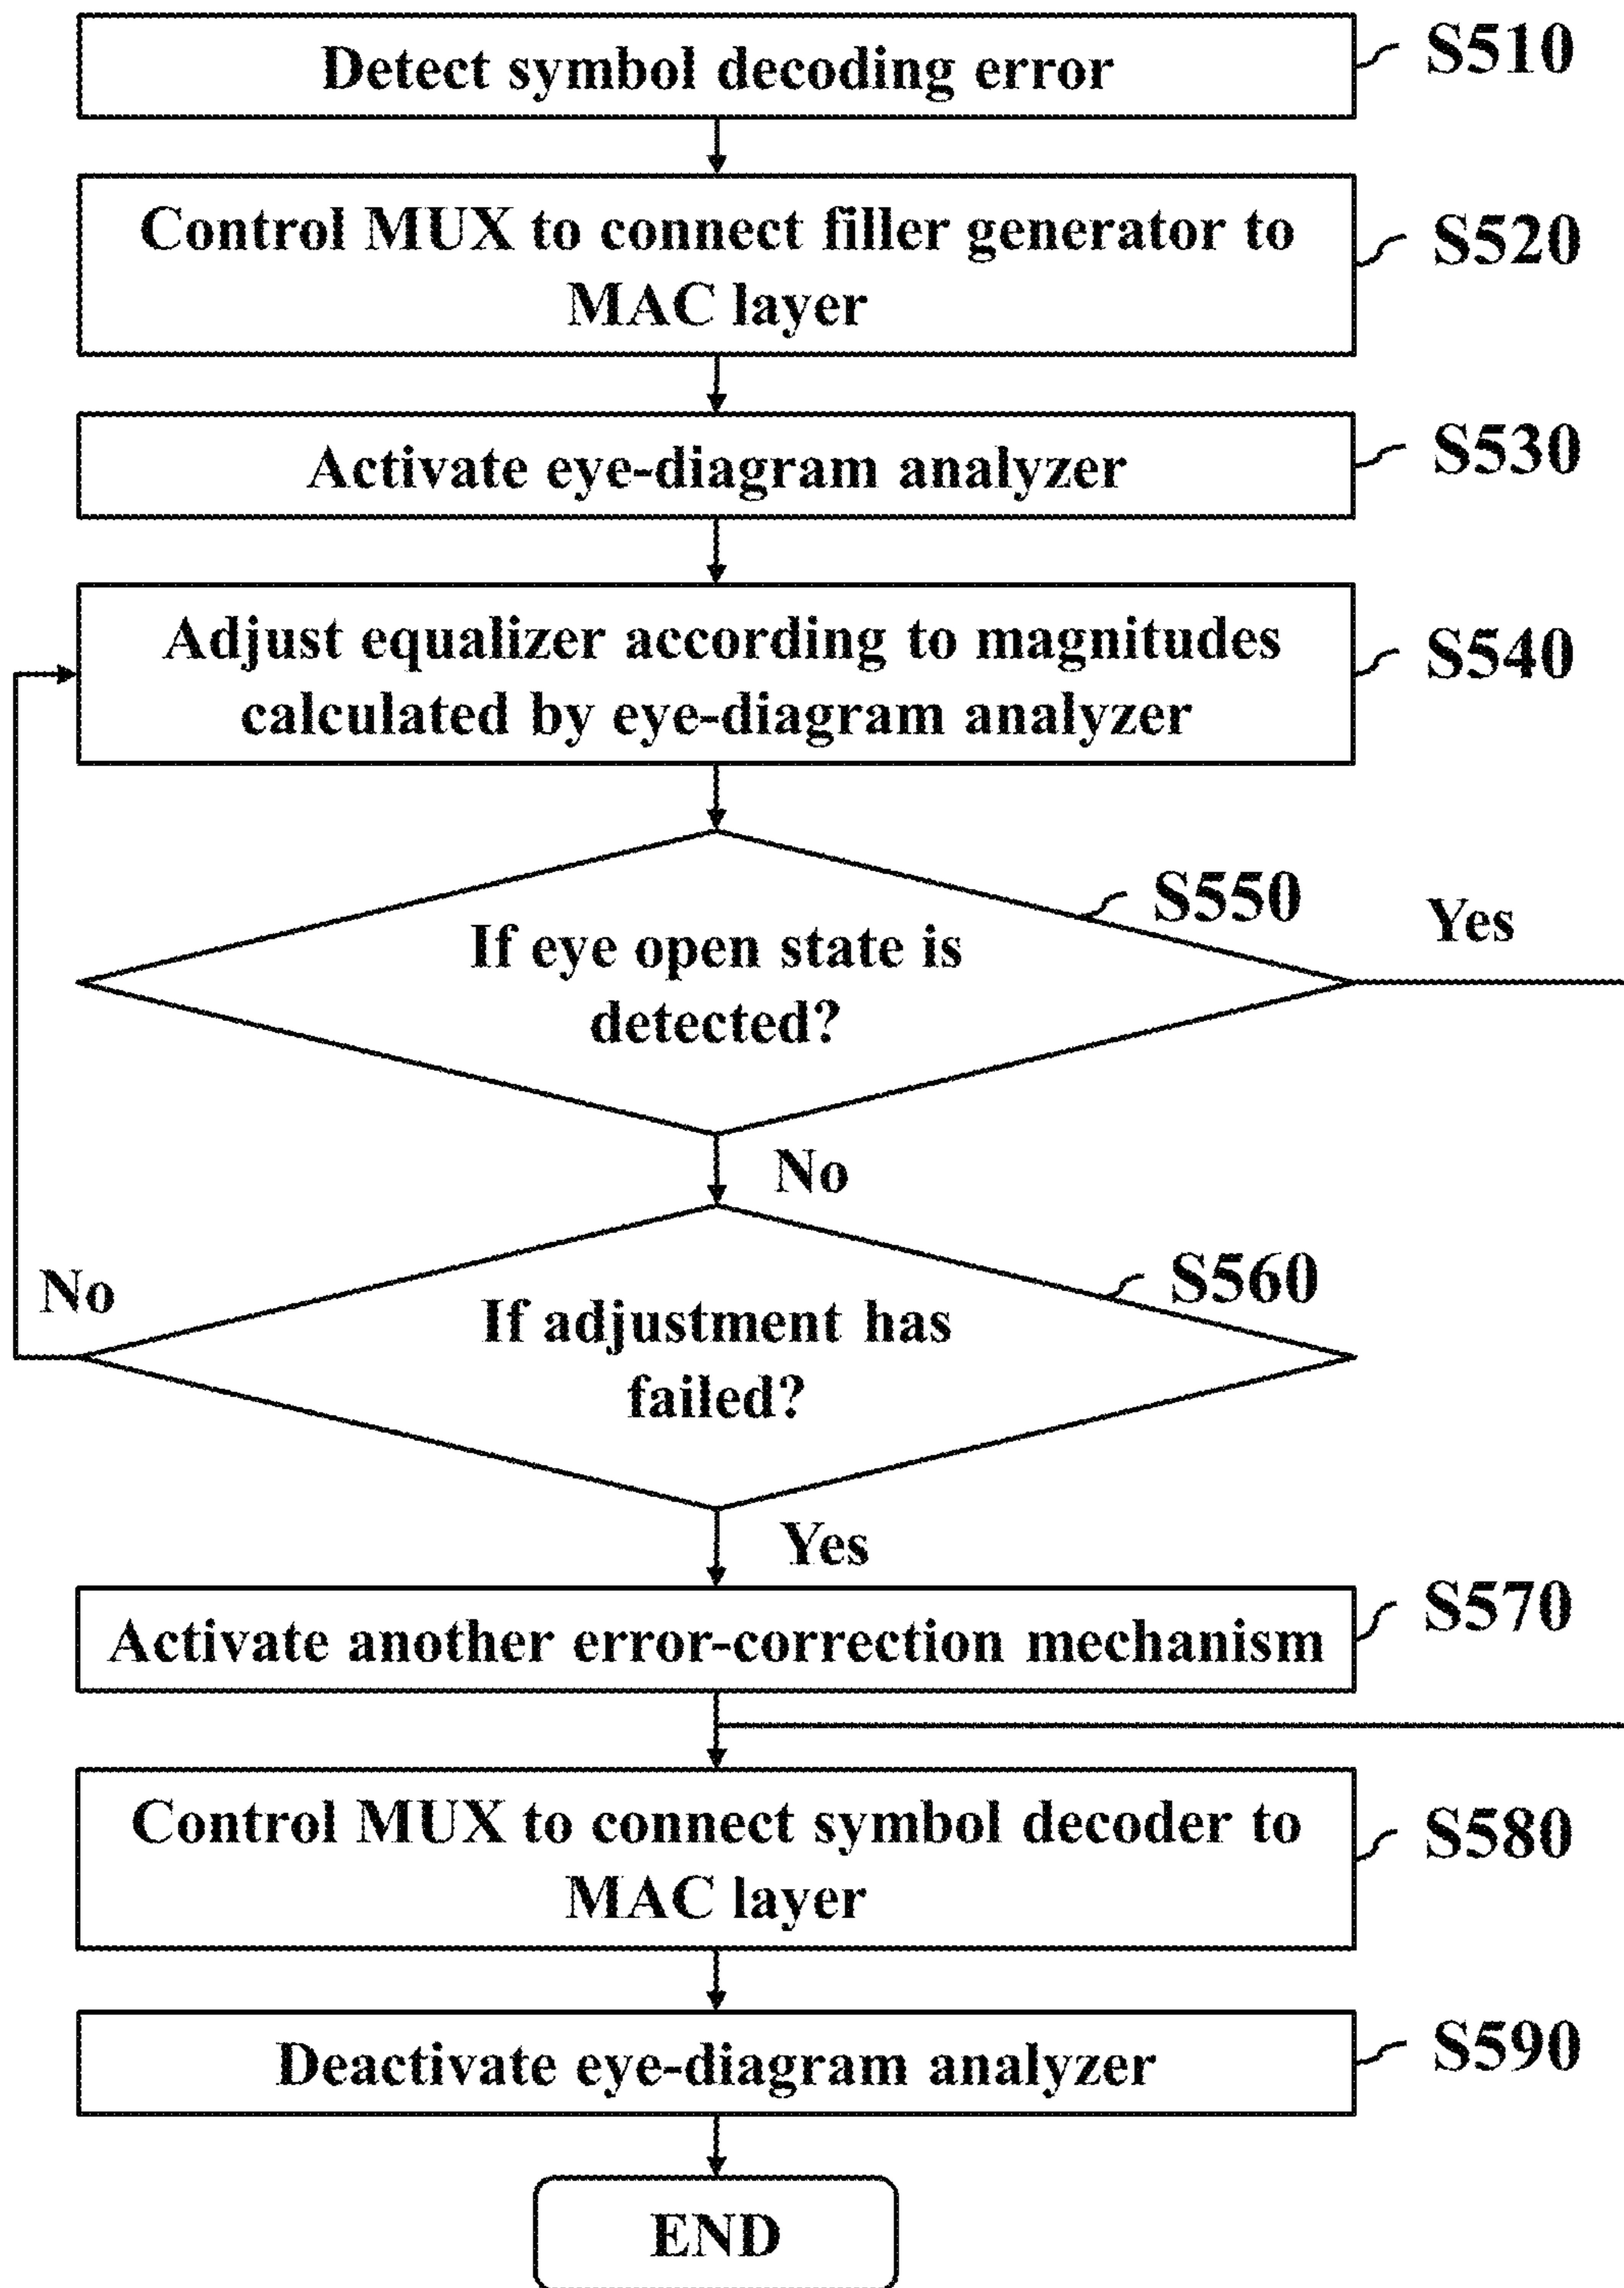 Detect symbol decoding error
S510
Control MUX to connect filler generator to
MAC layer
S520
Activate eye-diagram analyzer
S530
Adjust equalizer according to magnitudes
calculated by eye-diagram analyzer
S540
If eye open state is
detected?
S550
Yes
No
If adjustment has
failed?
S560
No
Yes
Activate another error-correction mechanism
S570
Control MUX to connect symbol decoder to
MAC layer
S580
Deactivate eye-diagram analyzer
S590
END